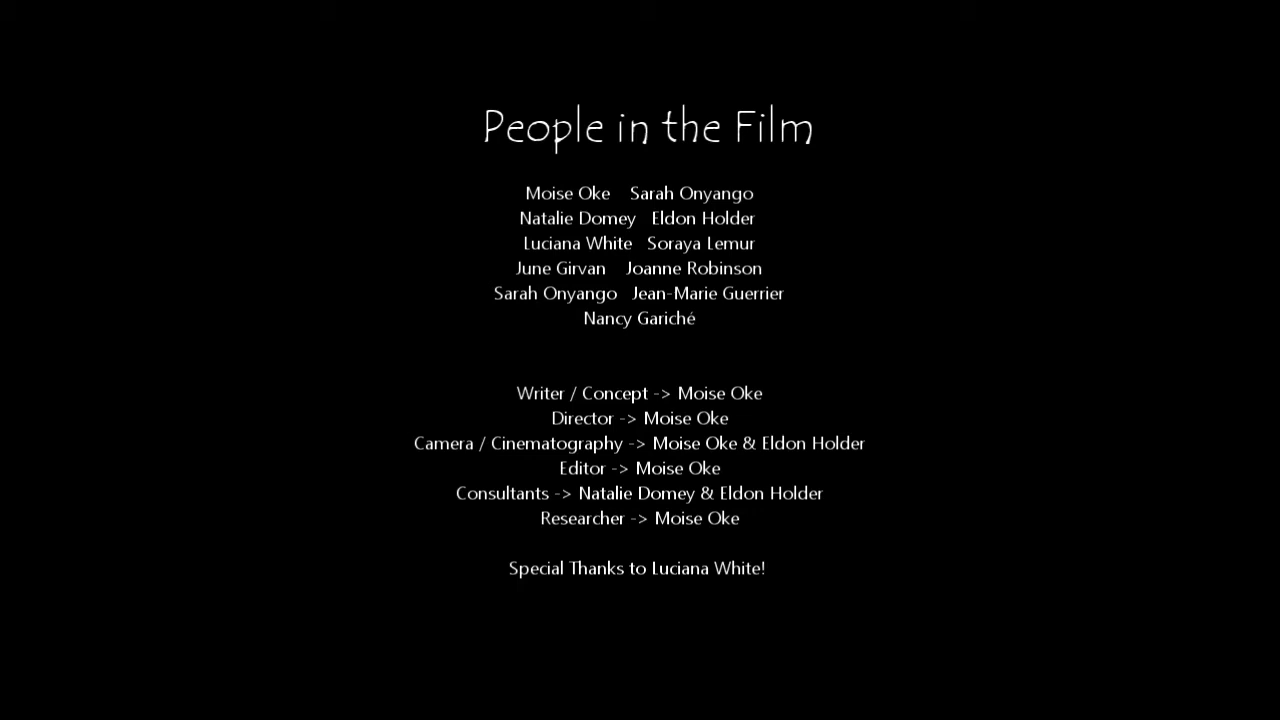 People in the Film
Moise Oke Sarah Onyango
Natalie Domey Eldon Holder
Luciana White Soraya Lemur
June Girvan Joanne Robinson
Sarah Onyango Jean-Marie Guerrier
Nancy Gariché
Writer / Concept -> Moise Oke
Director -> Moise Oke
Camera / Cinematography -> Moise Oke & Eldon Holder
Editor -> Moise Oke
Consultants -> Natalie Domey & Eldon Holder
Researcher -> Moise Oke
Special Thanks to Luciana White!